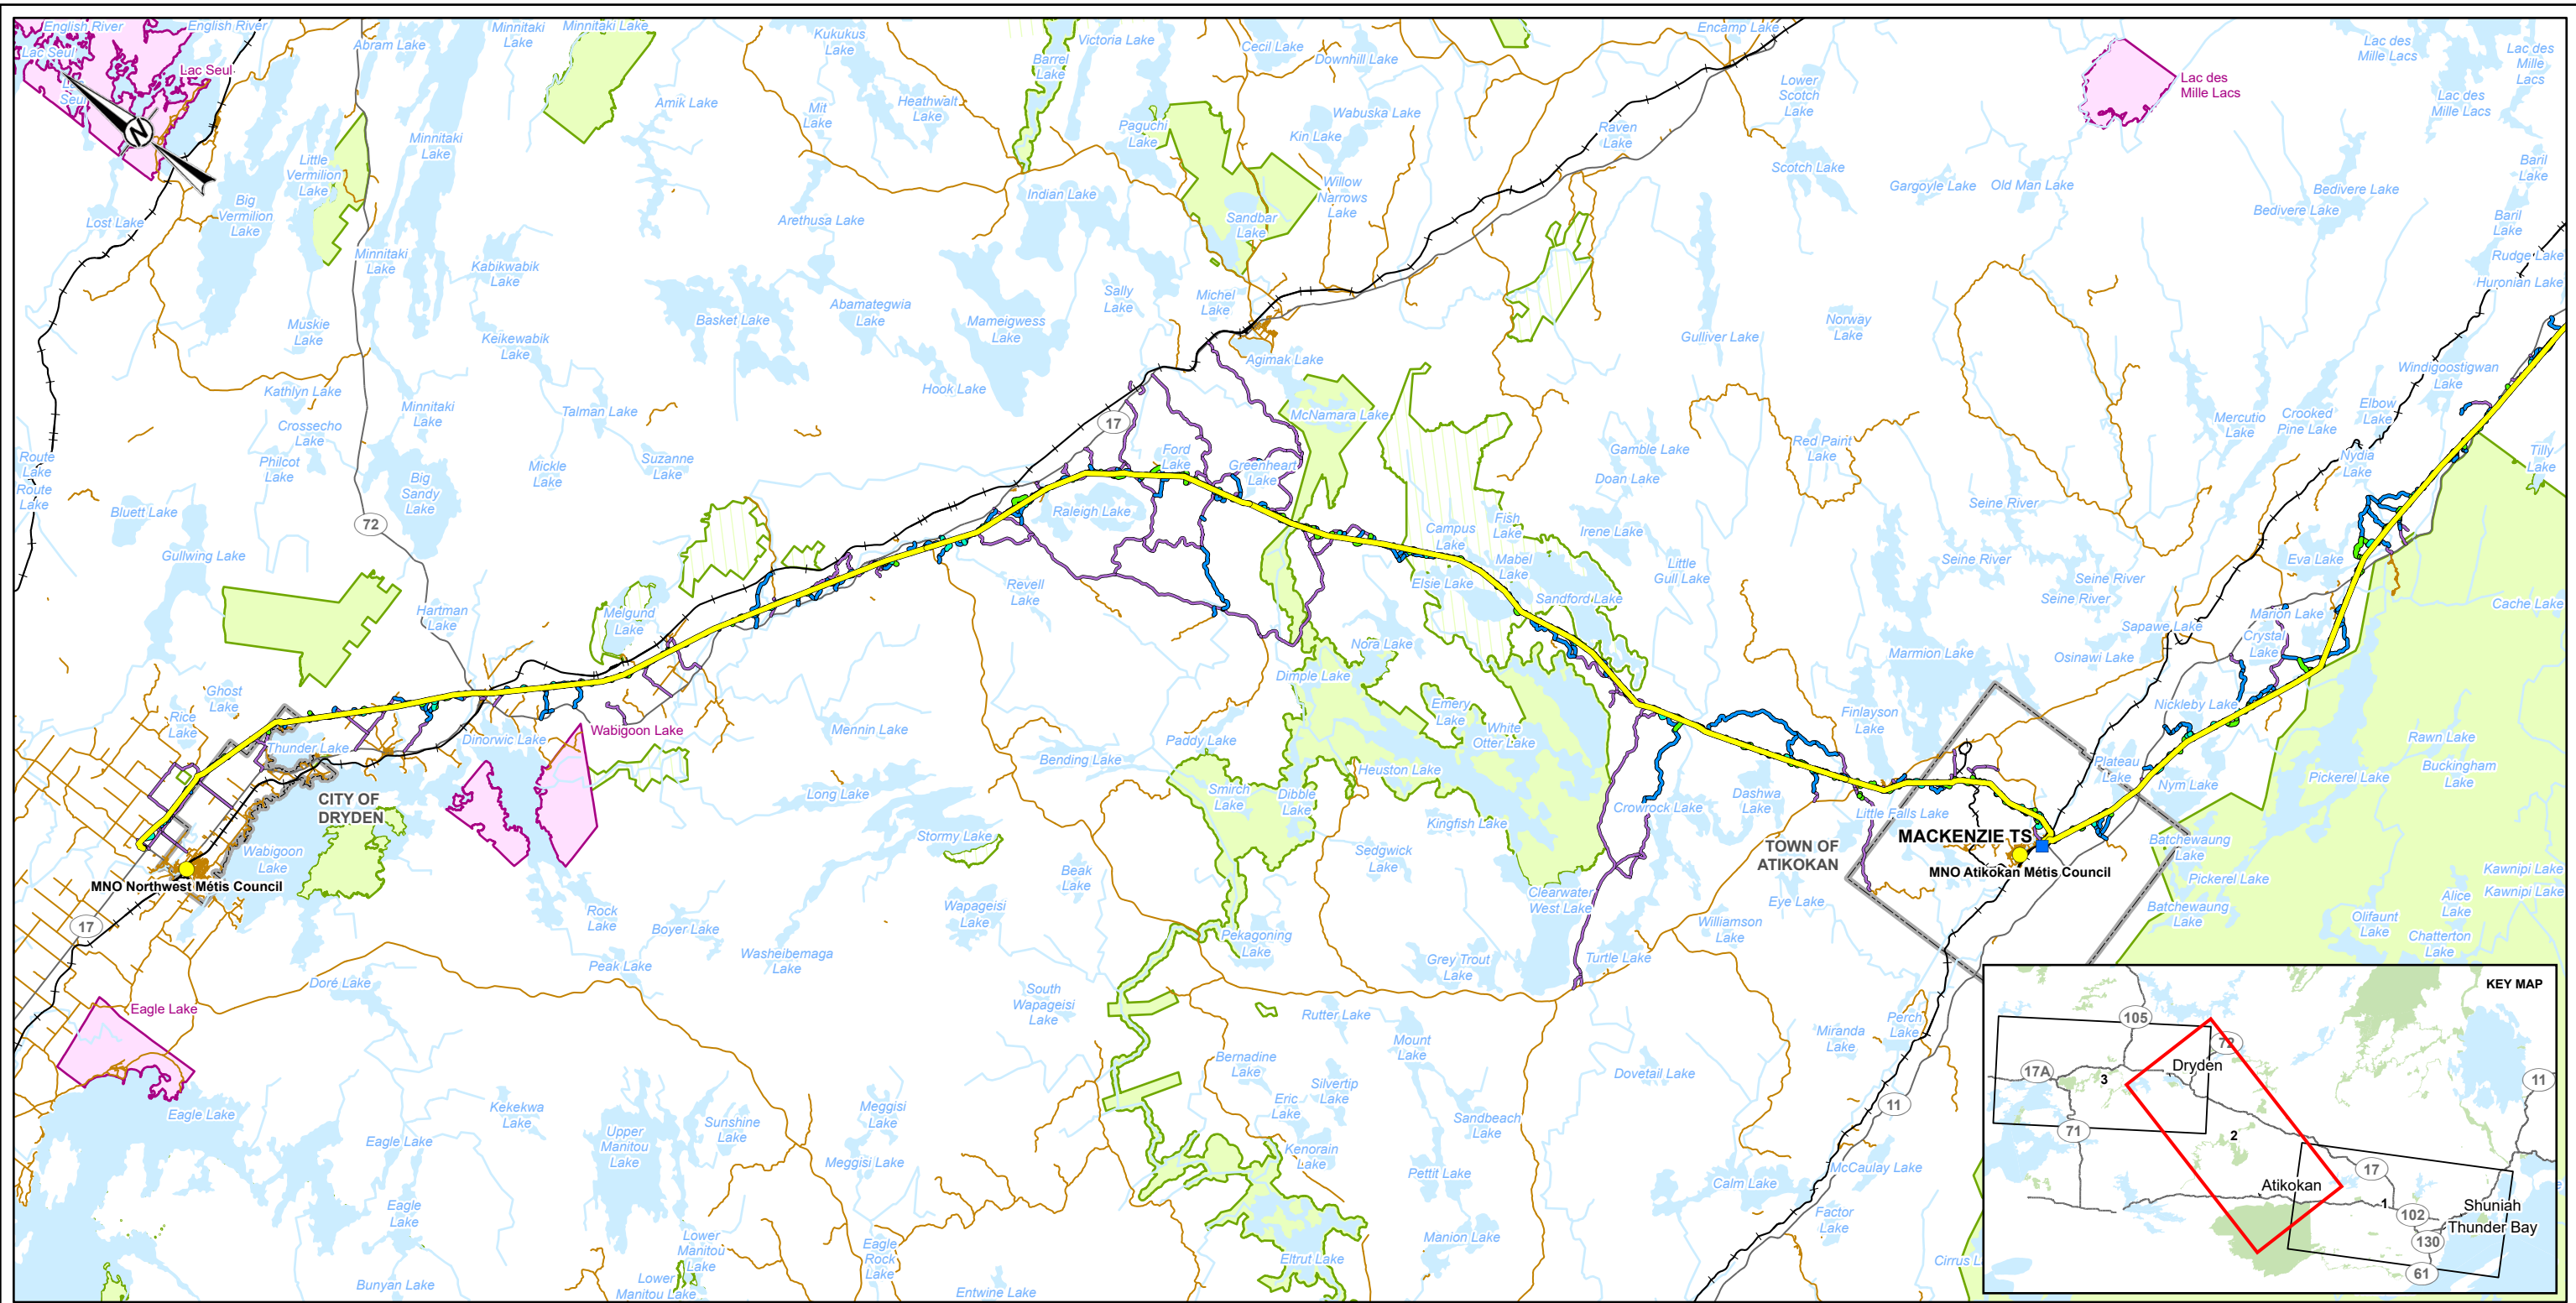 English River
English River
Lac Seul
Lac Seul
Abram Lake
Minnitaki
Lake
Minnitaki Lake
Kukukus
Lake
Barrel
Lake
Victoria Lake
Cecil Lake
Downhill Lake
Encamp Lake
Lac des
Mille Lacs
Lac des
Mille
Lacs
Lac des
Mille Lacs
Lac des
Mille Lacs
N
Lost Lake
Big
Vermilion
Lake
Little
Vermilion
Lake
Minnitaki
Lake
Minnitaki
Lake
Amik Lake
Mit
Lake
Heathwalt
Lake
Paguchi
Lake
Kin Lake
Wabuska Lake
Raven
Lake
Lower
Scotch
Lake
Scotch Lake
Gargoyle Lake
Old Man Lake
Bedivere Lake
Bedivere Lake
Baril
Lake
Baril
Lake
Rudge Lake
Huronian Lake
Arethusa Lake
Indian Lake
Sandbar
Lake
Willow
Narrows
Lake
Kabikwabik
Lake
Muskie
Lake
Keikewabik
Lake
Basket Lake
Abamategwia
Lake
Mameigwess
Lake
Sally
Lake
Michel
Lake
Agimak Lake
Gulliver Lake
Norway
Lake
Windigoostigwan
Lake
Kathlyn Lake
Crossecho
Lake
Philcot
Lake
Minnitaki
Lake
Talman Lake
Hook Lake
17
McNamara Lake
Mercutio
Lake
Crooked
Pine Lake
Elbow
Lake
Route
Lake
Route
Lake
Bluett Lake
Gullwing Lake
Big
Sandy
Lake
72
Mickle
Lake
Suzanne
Lake
Ford
Lake
Greenheart
Lake
Raleigh Lake
Gamble Lake
Doan Lake
Red Paint
Lake
Nydia
Lake
Tilly
Lake
Campus
Lake
Fish
Lake
Irene Lake
Seine River
Seine River
Seine River
Seine River
Eva Lake
Hartman
Lake
Melgund
Lake
Revell
Lake
Elsie Lake
Mabel
Lake
Sandford Lake
Little
Gull Lake
Cache Lake
Marion Lake
Crystal
Lake
Sapawe Lake
Osinawi Lake
Marmion Lake
Nora Lake
Dimple Lake
Ghost
Lake
Rice
Lake
Thunder Lake
Dinorwic Lake
Wabigoon Lake
Mennin Lake
Bending Lake
Paddy Lake
Emery
Lake
White
Otter Lake
Finlayson
Lake
Nickleby Lake
Plateau
Lake
Nym Lake
Rawn Lake
Buckingham
Lake
Pickerel Lake
Heuston Lake
Smirch
Lake
Dibble
Lake
Long Lake
Stormy Lake
CITY OF
DRYDEN
Wabigoon
Lake
MNO Northwest Métis Council
17
Kingfish Lake
Sedgwick
Lake
Crowrock Lake
Dashwa
Lake
Little Falls Lake
MACKENZIE TS
TOWN OF
ATIKOKAN
MNO Atikokan Métis Council
Batchewaung
Lake
Pickerel Lake
Batchewaung
Lake
Kawnipi Lake
Kawnipi Lake
Alice
Lake
Olifaunt
Lake
Chatterton
Lake
Beak
Lake
Wapageisi
Lake
Rock
Lake
Boyer Lake
Peak Lake
Washeibemaga
Lake
Pekagoning
Lake
Clearwater
West Lake
Eye Lake
Williamson
Lake
Turtle Lake
Grey Trout
Lake
Doré Lake
Eagle Lake
South
Wapageisi
Lake
Rutter Lake
Mount
Lake
Perch
Lake
Miranda
Lake
Bernadine
Lake
Silvertip
Lake
Eric
Lake
Dovetail Lake
11
Eagle Lake
Eagle Lake
Kekekwa
Lake
Upper
Manitou
Lake
Sunshine
Lake
Meggisi
Lake
Meggisi Lake
Kenorain
Lake
Sandbeach
Lake
Pettit Lake
Calm Lake
McCaulay Lake
Factor
Lake
Eagle
Lake
Lower
Manitou
Lake
Lower
Manitou Lake
Eagle
Rock
Lake
Bunyan Lake
Entwine Lake
Eltrut Lake
Manion Lake
KEY MAP
105
72
Dryden
17A
3
11
71
2
17
Atikokan
1
102
Shuniah
Thunder Bay
130
61